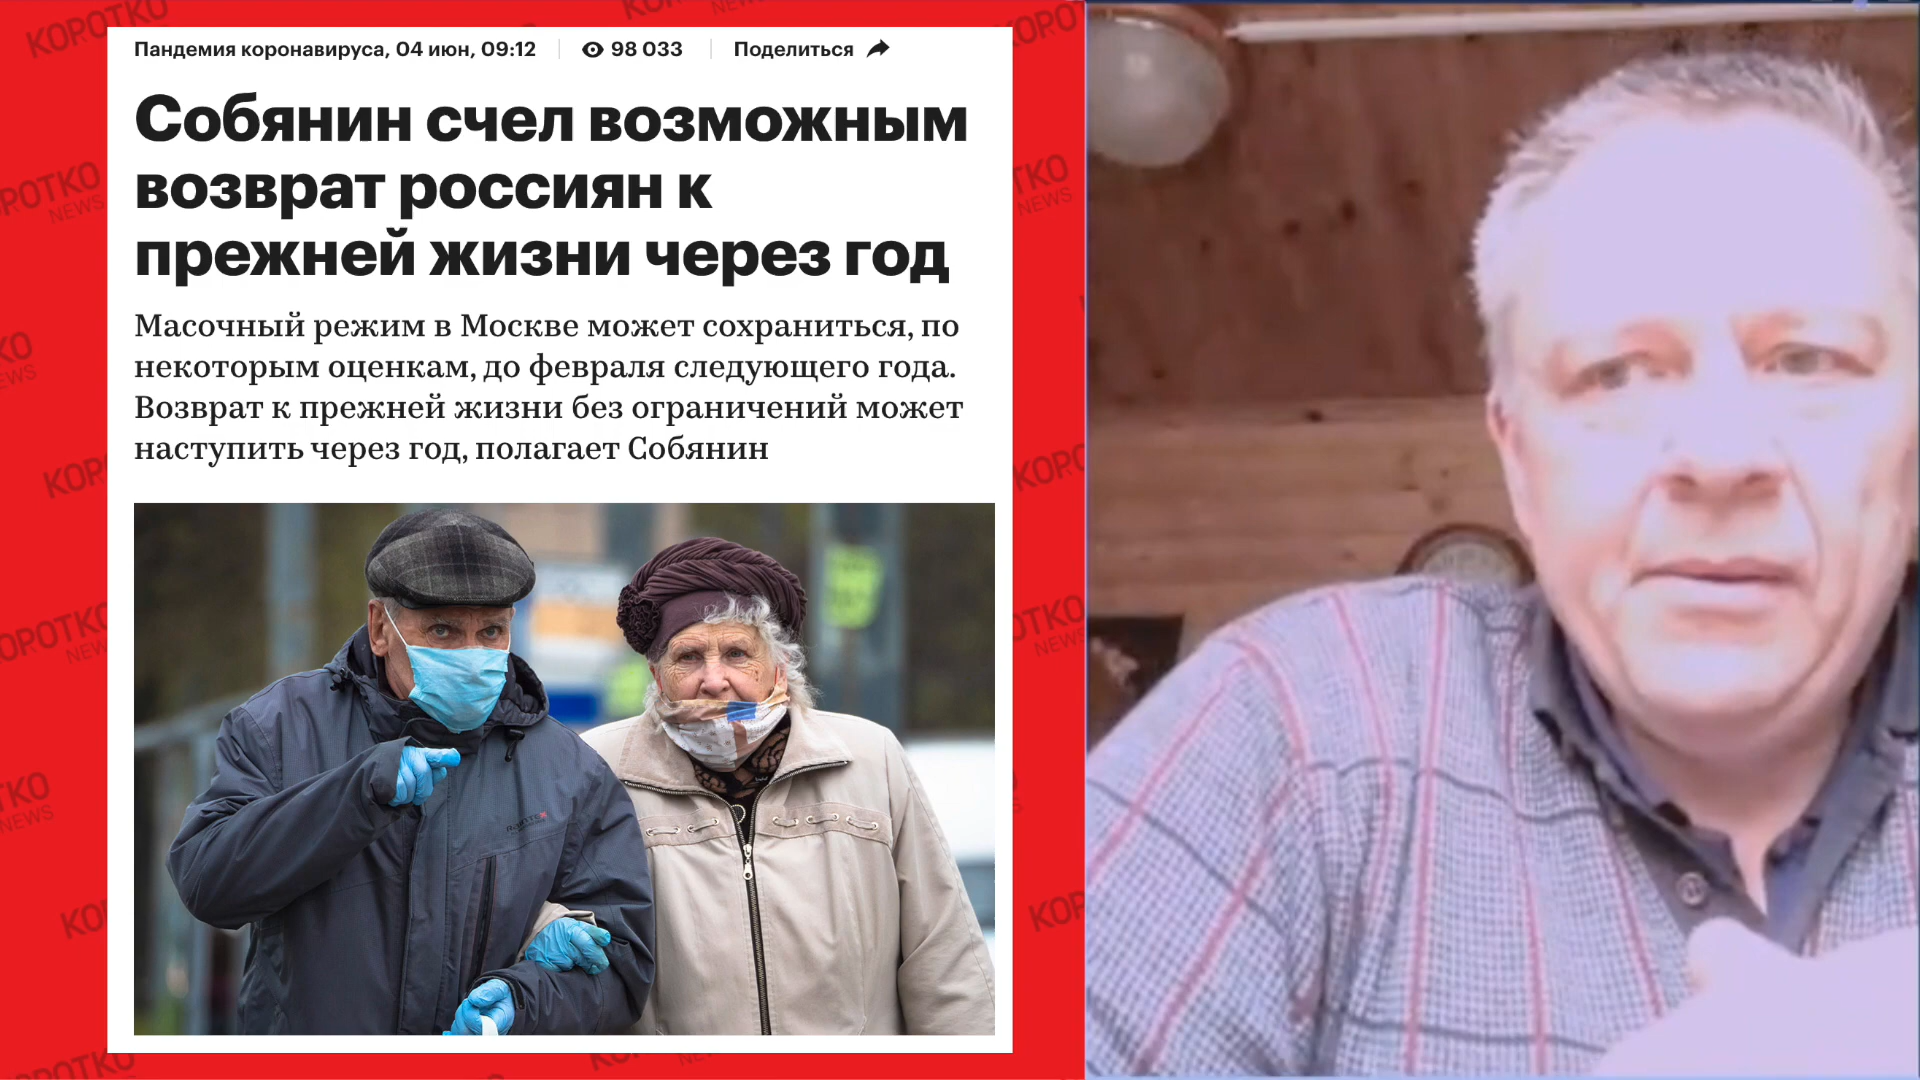 Пандемия коронавируса, 04 июн, 09:12 98 033 Поделиться
Собянин счел возможным
возврат россиян к
прежней жизни через год
Масочный режим в Москве может сохраниться, по
некоторым оценкам, до февраля следующего года.
Возврат к прежней жизни без ограничений может
наступить через год, полагает Собянин
КОРОТКО
NEWS